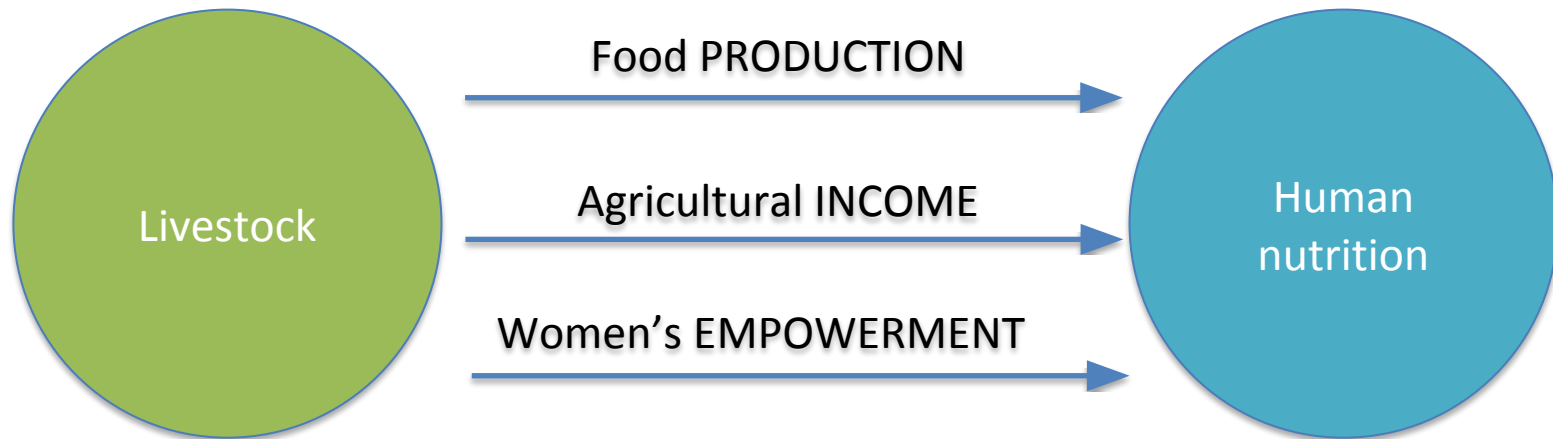 Food PRODUCTION
Livestock
Agricultural INCOME
Human
nutrition
Women’s EMPOWERMENT